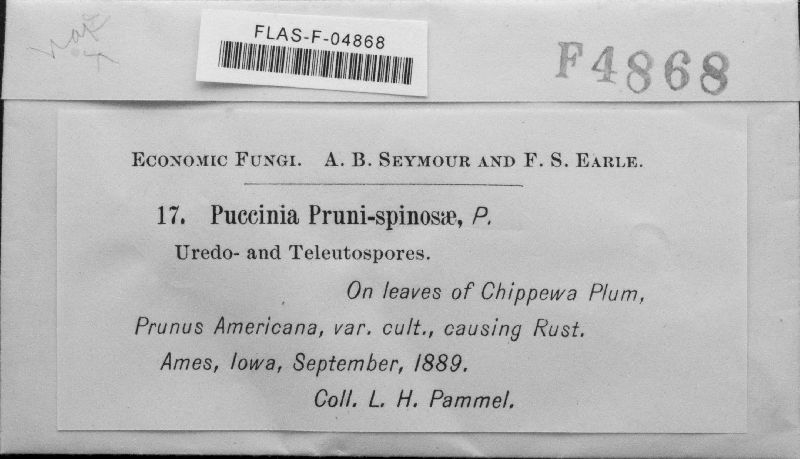 FLAS-F-04868
F4868
ECONOMIC FUNGI. A. B. SEYMOUR AND F. S. EARLE.
17. Puccinia Pruni-spinosæ, P.
Uredo- and Teleutospores.
On leaves of Chippewa Plum,
Prunus Americana, var. cult., causing Rust.
Ames, Iowa, September, 1889.
Coll. L. H. Pammel.